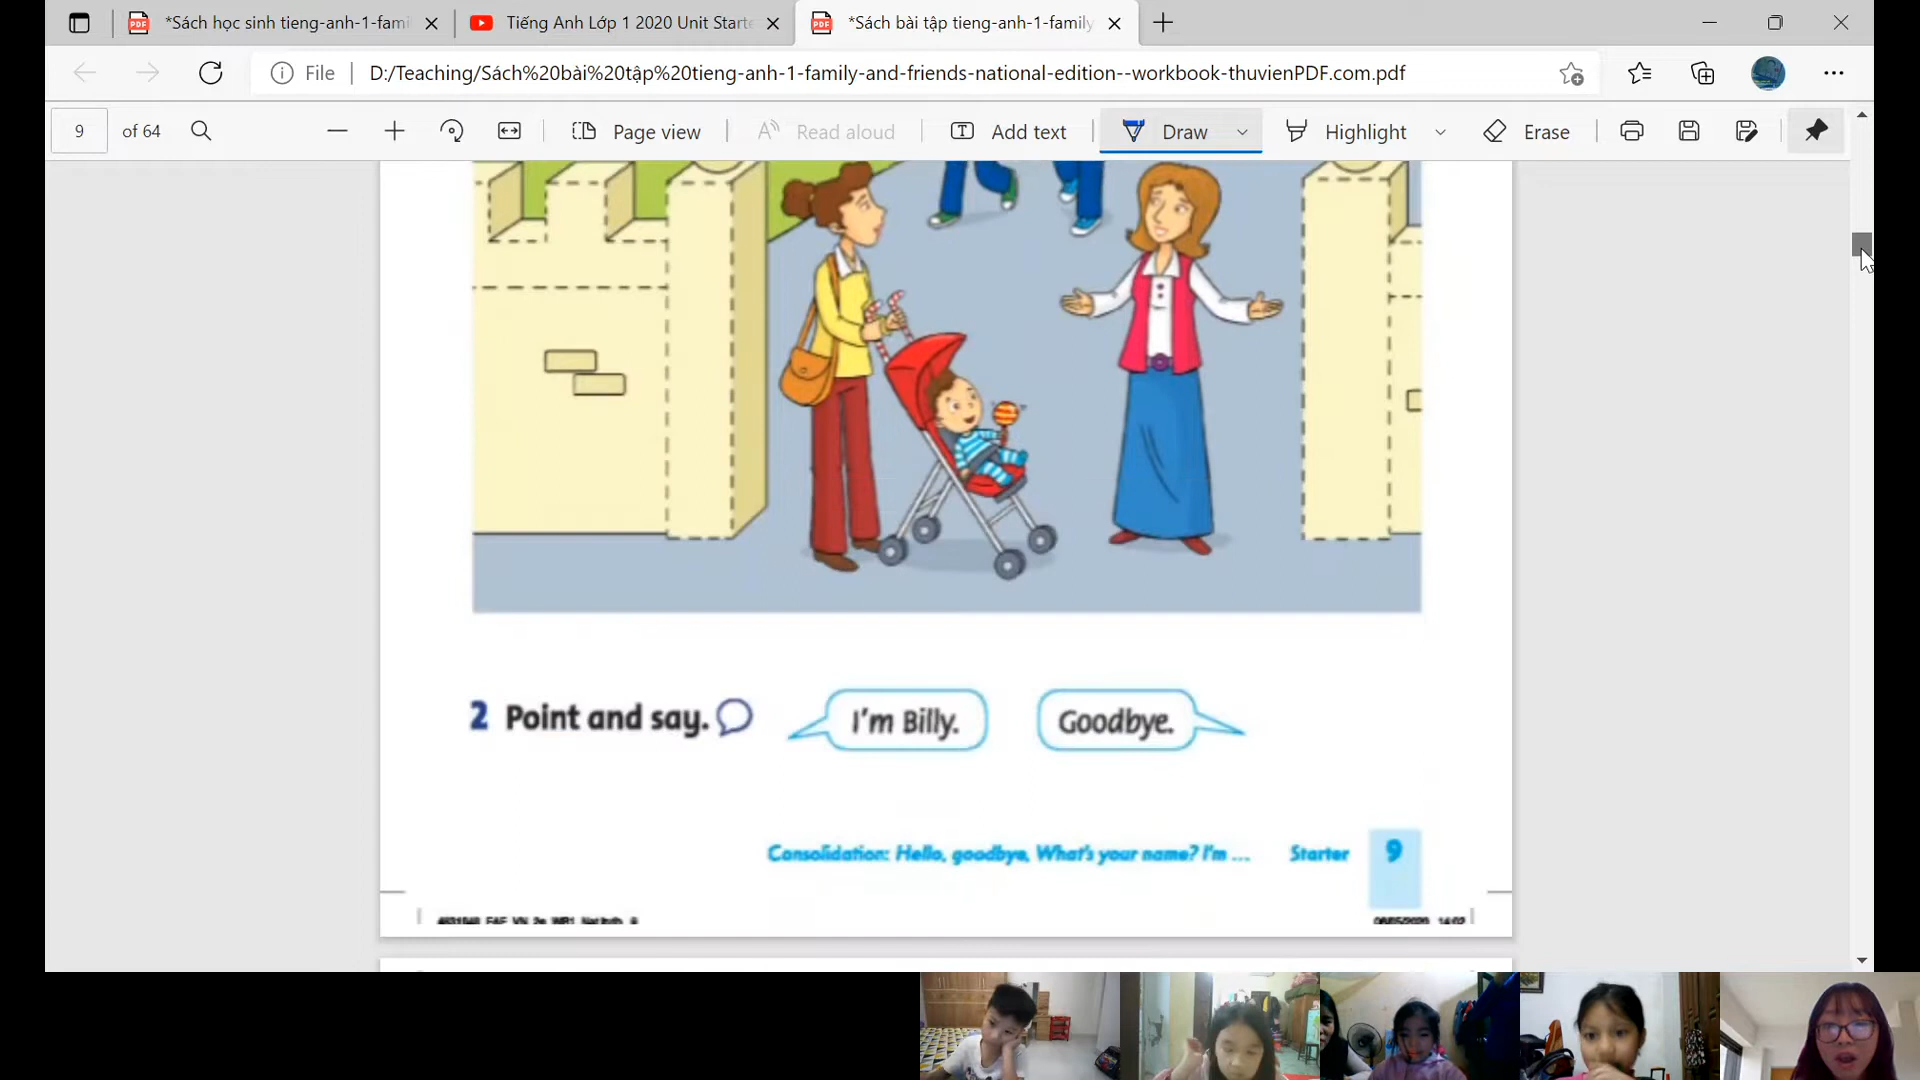 *Sách học sinh tieng-anh-1-fami
Tiếng Anh Lớp 1 2020 Unit Starte
*Sách bài tập tieng-anh-1-family
File
D:/Teaching/Sách%20bài%20tập%20tieng-anh-1-family-and-friends-national-edition--workbook-thuvienPDF.com.pdf
9 of 64
Page view
Read aloud
Add text
Draw
Highlight
Erase
2 Point and say.
I'm Billy.
Goodbye.
Consolidation: Hello, goodbye, What's your name? I'm ... Starter 9